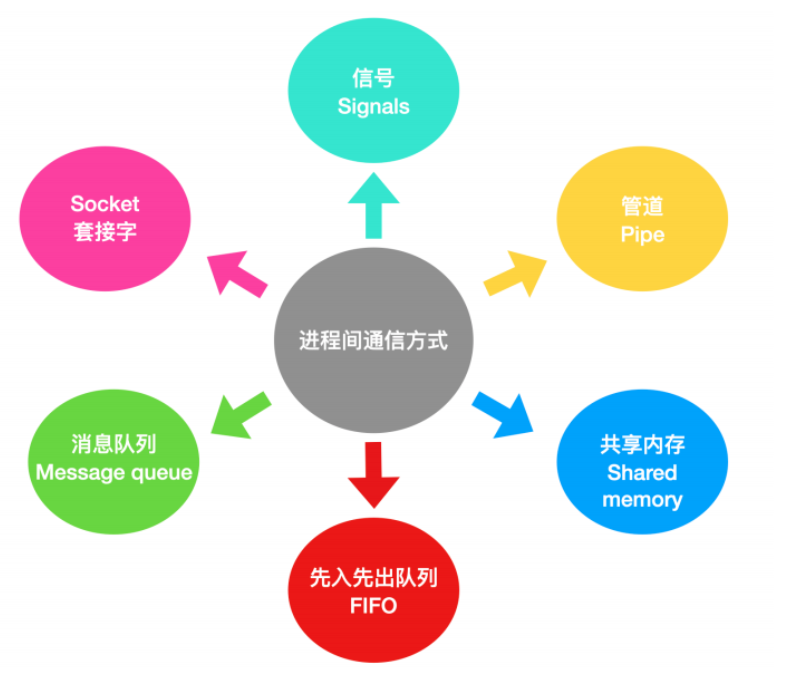 信号
Signals
Socket
套接字
管道
Pipe
进程间通信方式
消息队列
Message queue
共享内存
Shared
memory
先入先出队列
FIFO